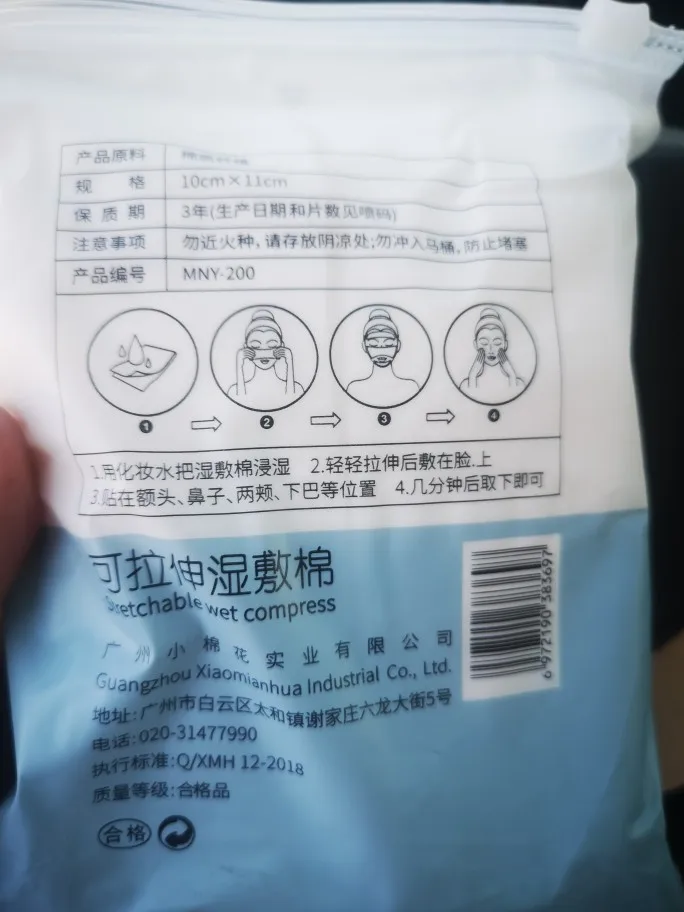 产品原料
规 格 10cm×11cm
保 质 期 3年(生产日期和片数见喷码)
注意事项 勿近火种,请存放阴凉处;勿冲入马桶,防止堵塞
产品编号 MNY-200
1 2 3 4
1.用化妆水把湿敷棉浸湿 2.轻轻拉伸后敷在脸.上
3.贴在额头、鼻子、两颊、下巴等位置 4.几分钟后取下即可
可拉伸湿敷棉
Stretchable wet compress
广州小棉花实业有限公司
Guangzhou Xiaomianhua Industrial Co., Ltd.
地址:广州市白云区太和镇谢家庄六龙大街5号
电话:020-31477990
执行标准:Q/XMH 12-2018
质量等级:合格品
合格
6 972190 383697